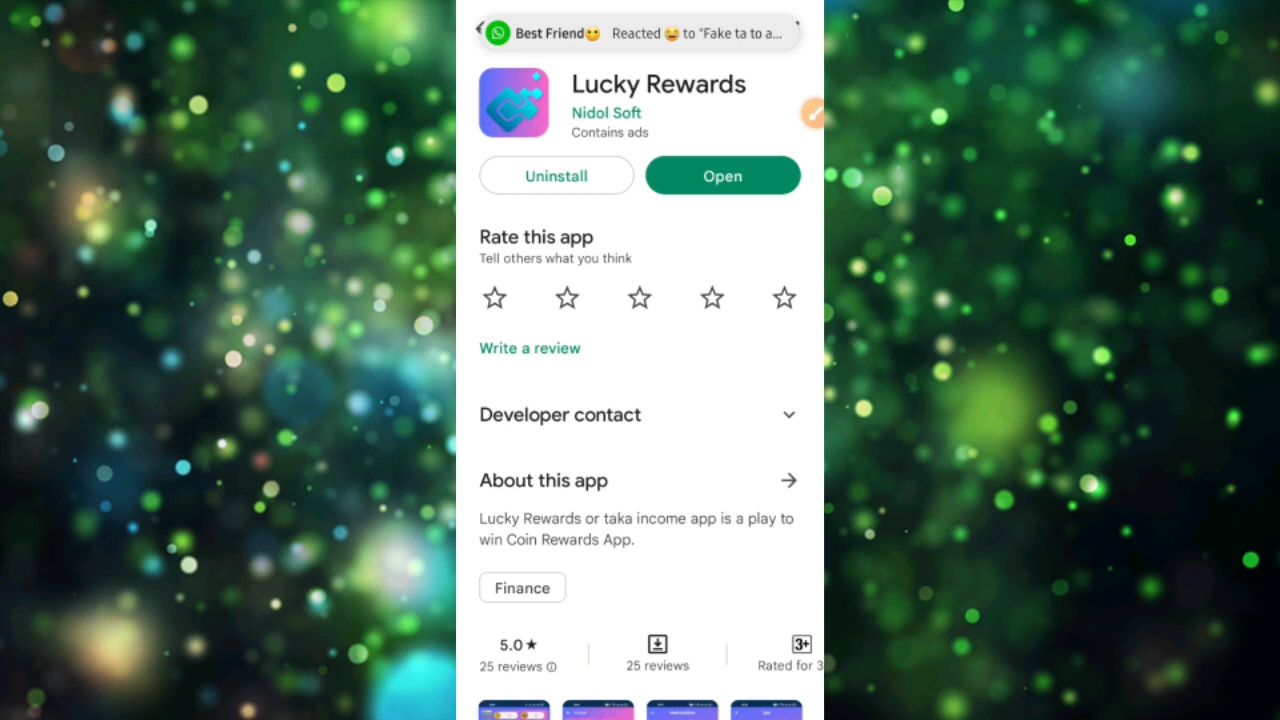 Best Friend😬 Reacted 😂 to "Fake ta to a...
Lucky Rewards
Nidol Soft
Contains ads
Uninstall
Open
Rate this app
Tell others what you think
Write a review
Developer contact
About this app
Lucky Rewards or taka income app is a play to
win Coin Rewards App.
Finance
5.0★
25 reviews
25 reviews
3+
Rated for 3